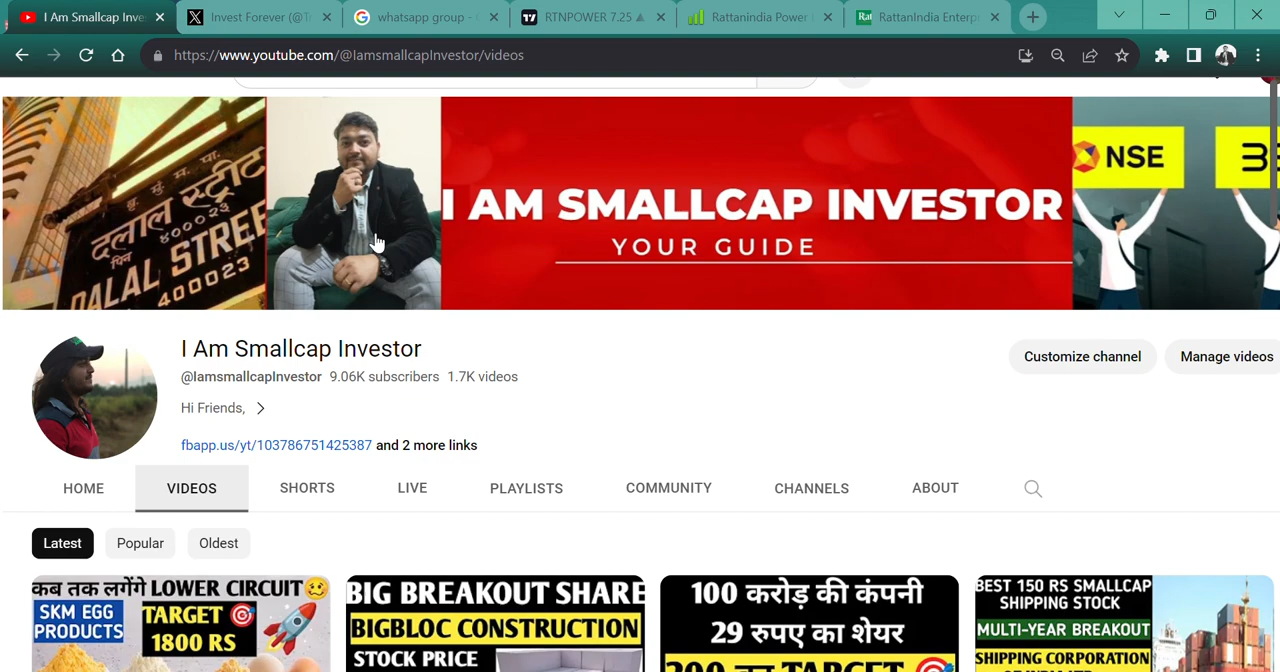 I Am Smallcap Inves
Invest Forever (@T
whatsapp group -
RTNPOWER 7.25
Rattanindia Power
RattanIndia Enterp
https://www.youtube.com/@IamsmallcapInvestor/videos
मुं. मु. पा.
दलाल स्ट्रीट
४०००२३
पिन
DALAL STREE
400023
I AM SMALLCAP INVESTOR
YOUR GUIDE
NSE
I Am Smallcap Investor
@IamsmallcapInvestor 9.06K subscribers 1.7K videos
Hi Friends,
fbapp.us/yt/103786751425387 and 2 more links
Customize channel
Manage videos
HOME
VIDEOS
SHORTS
LIVE
PLAYLISTS
COMMUNITY
CHANNELS
ABOUT
Latest
Popular
Oldest
कब तक लगेंगे LOWER CIRCUIT
SKM EGG
PRODUCTS
TARGET
1800 RS
BIG BREAKOUT SHARE
BIGBLOC CONSTRUCTION
STOCK PRICE
100 करोड़ की कंपनी
29 रुपए का शेयर
200 का TARGET
BEST 150 RS SMALLCAP
SHIPPING STOCK
MULTI-YEAR BREAKOUT
SHIPPING CORPORATION